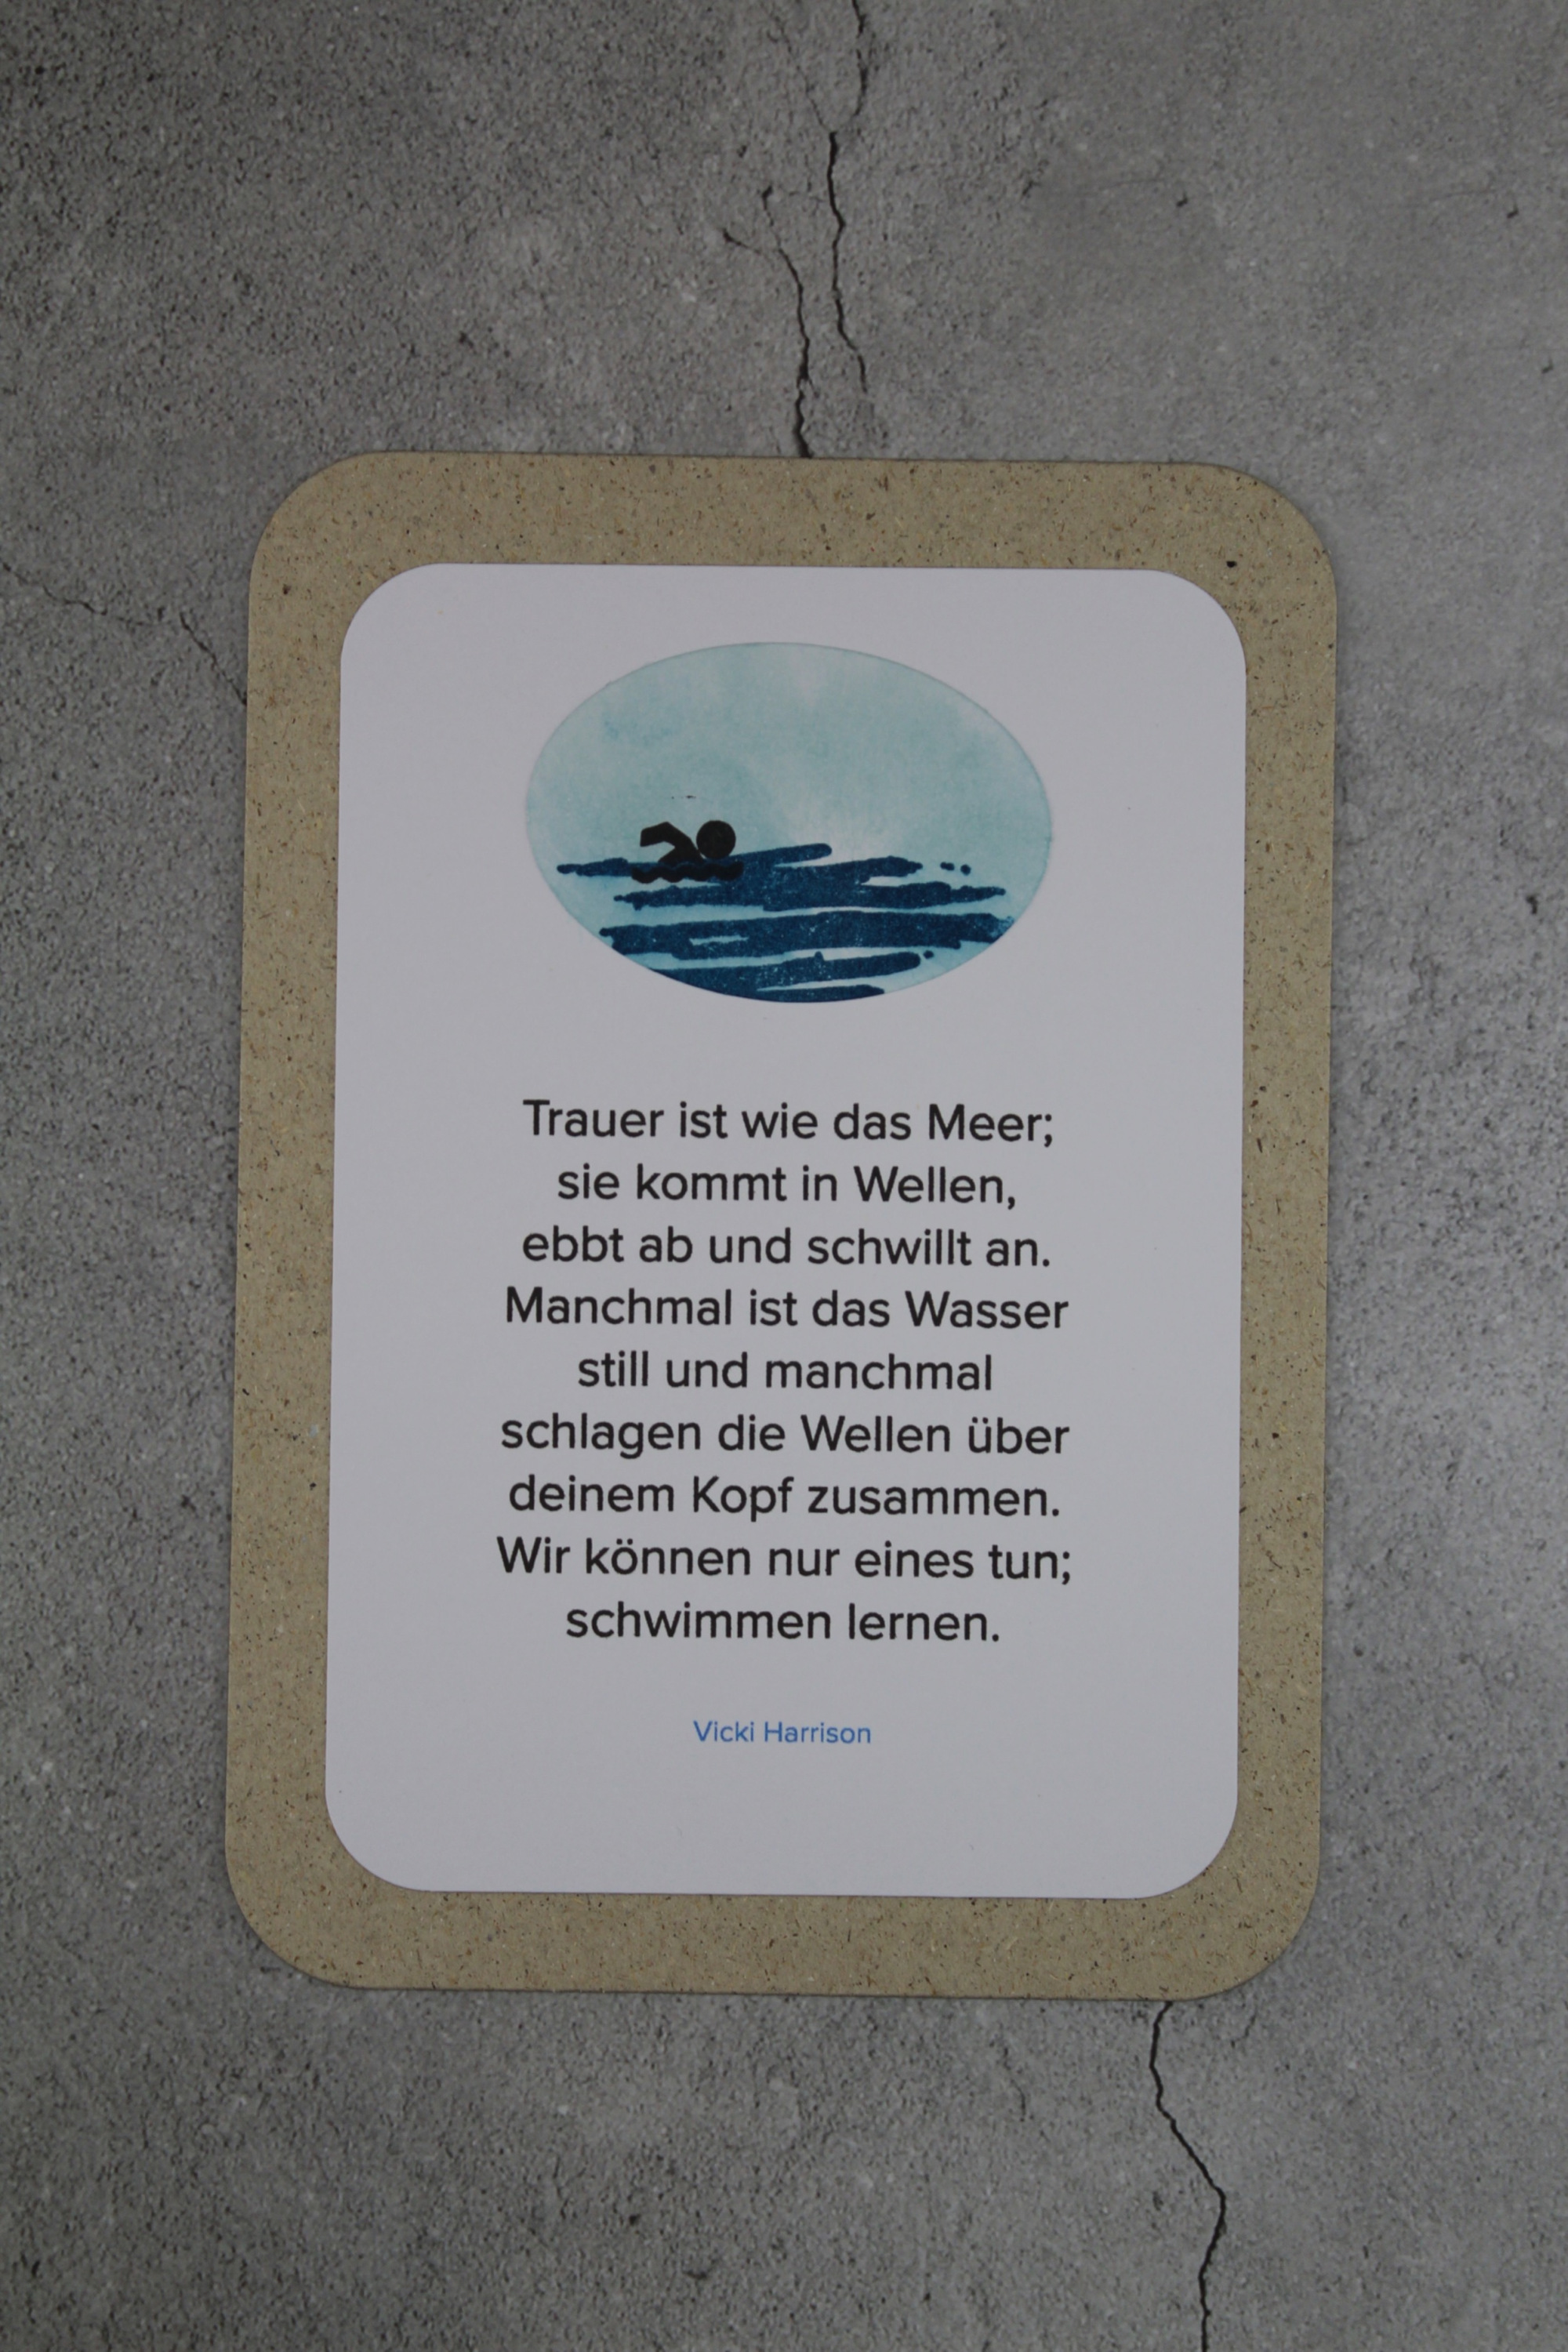 Trauer ist wie das Meer;
sie kommt in Wellen,
ebbt ab und schwillt an.
Manchmal ist das Wasser
still und manchmal
schlagen die Wellen über
deinem Kopf zusammen.
Wir können nur eines tun;
schwimmen lernen.
Vicki Harrison